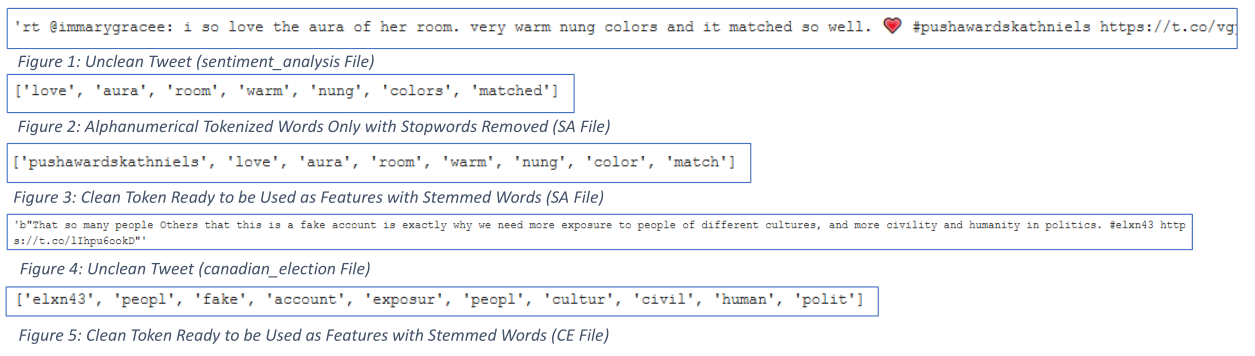 'rt @immarygracee: i so love the aura of her room. very warm nung colors and it matched so well. 💗 #pushawardskathniels https://t.co/vg
Figure 1: Unclean Tweet (sentiment_analysis File)
['love', 'aura', 'room', 'warm', 'nung', 'colors', 'matched']
Figure 2: Alphanumerical Tokenized Words Only with Stopwords Removed (SA File)
['pushawardskathniels', 'love', 'aura', 'room', 'warm', 'nung', 'color', 'match']
Figure 3: Clean Token Ready to be Used as Features with Stemmed Words (SA File)
'b"That so many people Others that this is a fake account is exactly why we need more exposure to people of different cultures, and more civility and humanity in politics. #elxn43 http
s://t.co/lIhpu6ookD"'
Figure 4: Unclean Tweet (canadian_election File)
['elxn43', 'peopl', 'fake', 'account', 'exposur', 'peopl', 'cultur', 'civil', 'human', 'polit']
Figure 5: Clean Token Ready to be Used as Features with Stemmed Words (CE File)